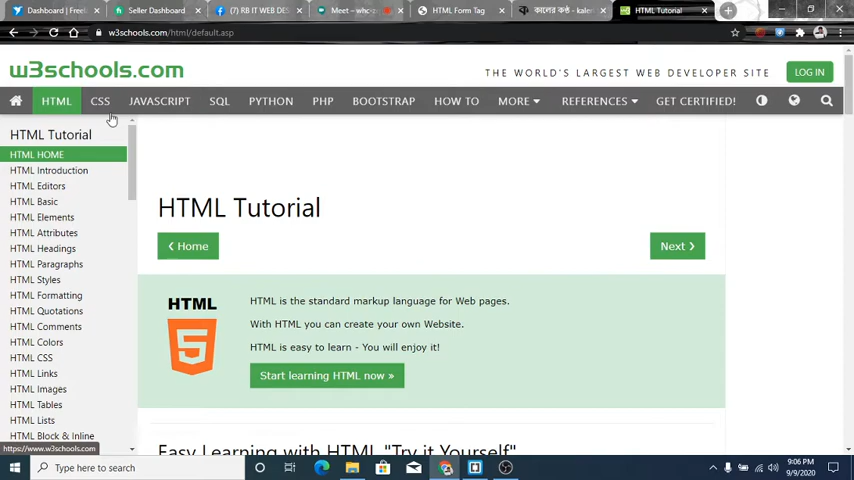 Dashboard | Freel
Seller Dashboard
(7) RB IT WEB DES
Meet – whc-
HTML Form Tag
কালের কণ্ঠ - kaler
HTML Tutorial
w3schools.com/html/default.asp
w3schools.com
THE WORLD'S LARGEST WEB DEVELOPER SITE
LOG IN
HTML CSS JAVASCRIPT SQL PYTHON PHP BOOTSTRAP HOW TO MORE REFERENCES GET CERTIFIED!
HTML Tutorial
HTML HOME
HTML Introduction
HTML Editors
HTML Basic
HTML Elements
HTML Attributes
HTML Headings
HTML Paragraphs
HTML Styles
HTML Formatting
HTML Quotations
HTML Comments
HTML Colors
HTML CSS
HTML Links
HTML Images
HTML Tables
HTML Lists
HTML Block & Inline
https://www.w3schools.com
HTML Tutorial
❮ Home
Next ❯
HTML
5
HTML is the standard markup language for Web pages.
With HTML you can create your own Website.
HTML is easy to learn - You will enjoy it!
Start learning HTML now »
Easy Learning with HTML "Try it Yourself"
Type here to search
9:06 PM
9/9/2020